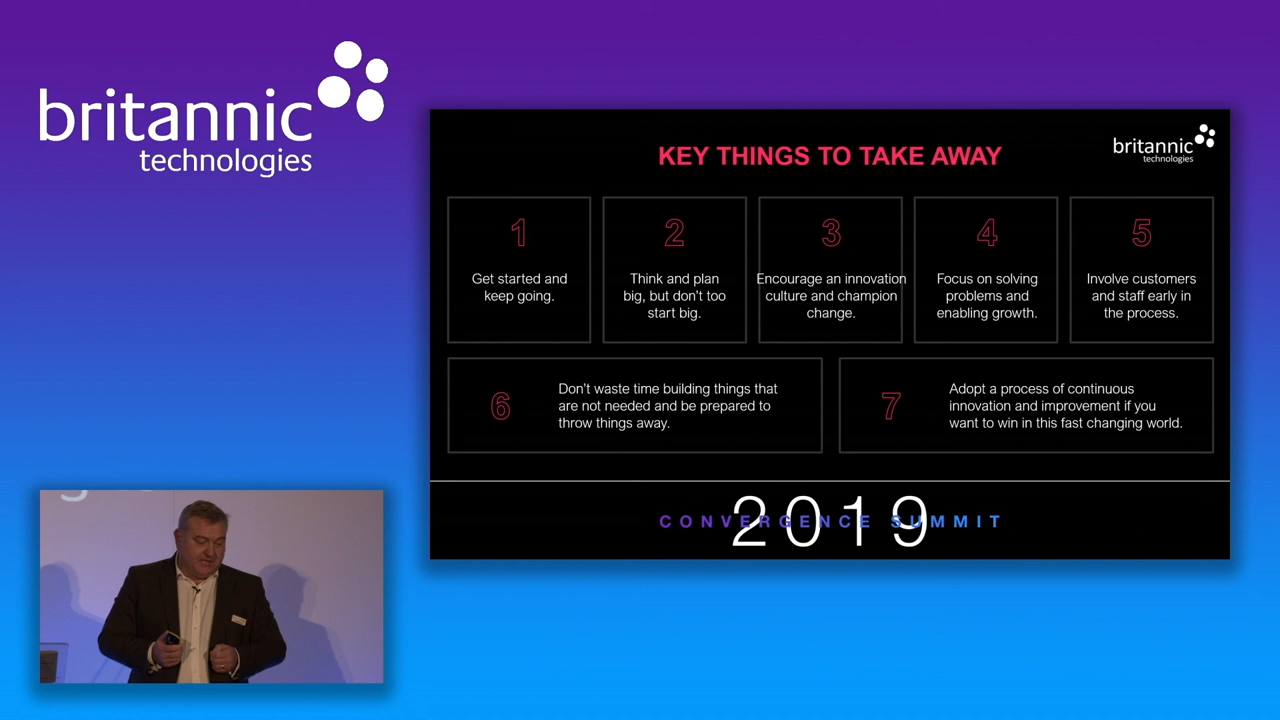 britannic
technologies
KEY THINGS TO TAKE AWAY
britannic
technologies
1
Get started and
keep going.
2
Think and plan
big, but don't too
start big.
3
Encourage an innovation
culture and champion
change.
4
Focus on solving
problems and
enabling growth.
5
Involve customers
and staff early in
the process.
6
Don't waste time building things that
are not needed and be prepared to
throw things away.
7
Adopt a process of continuous
innovation and improvement if you
want to win in this fast changing world.
2019
CONVERGENCE SUMMIT